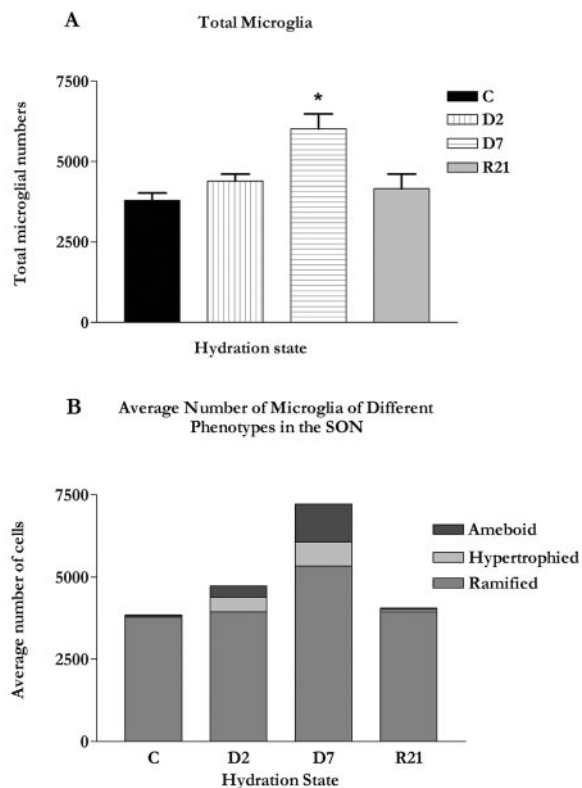 A
Total Microglia
Total microglial numbers
7500
5000
2500
0
*
C
D2
D7
R21
Hydration state
B
Average Number of Microglia of Different
Phenotypes in the SON
Average number of cells
7500
5000
2500
0
Ameboid
Hypertrophied
Ramified
C D2 D7 R21
Hydration State